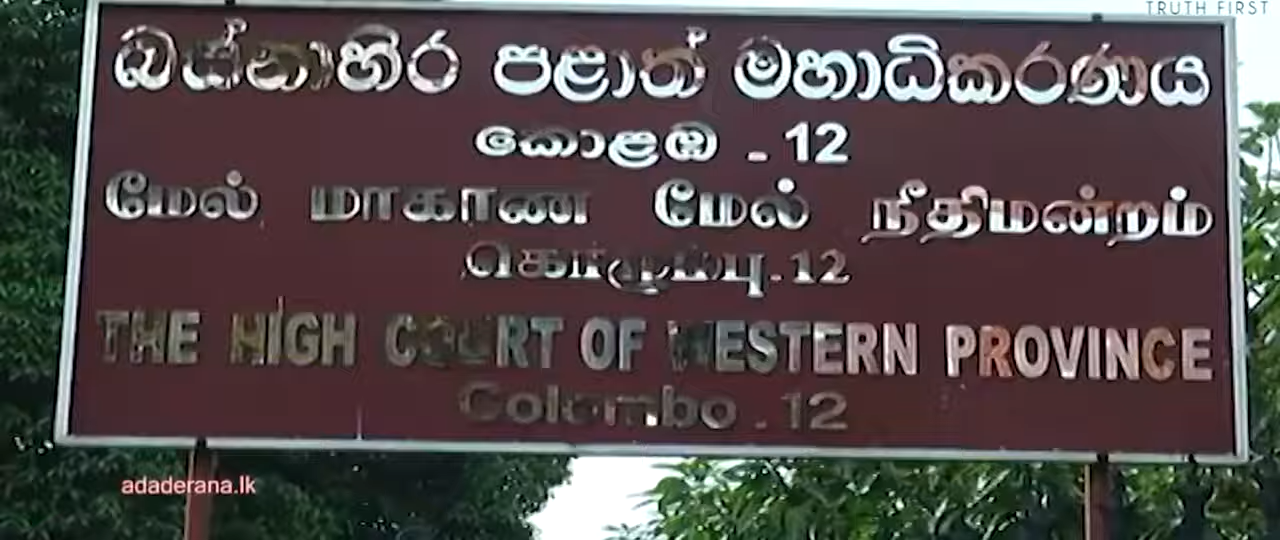 TRUTH FIRST
බස්නාහිර පළාත් මහාධිකරණය
කොළඹ - 12
மேல் மாகாண மேல் நீதிமன்றம்
கொழும்பு - 12
THE HIGH COURT OF WESTERN PROVINCE
Colombo - 12
adaderana.lk